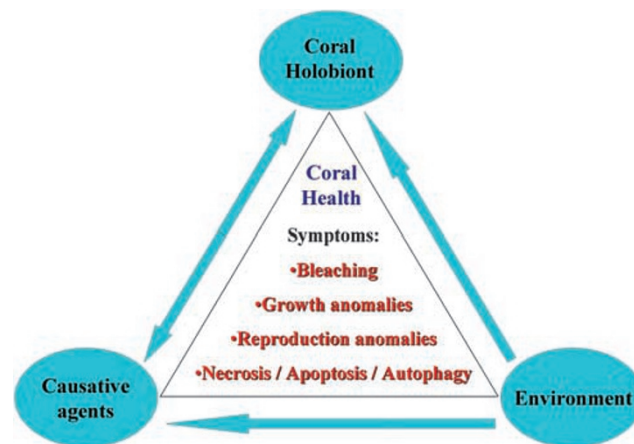 Coral
Holobiont
Coral
Health
Symptoms:
•Bleaching
•Growth anomalies
•Reproduction anomalies
•Necrosis / Apoptosis / Autophagy
Causative
agents
Environment